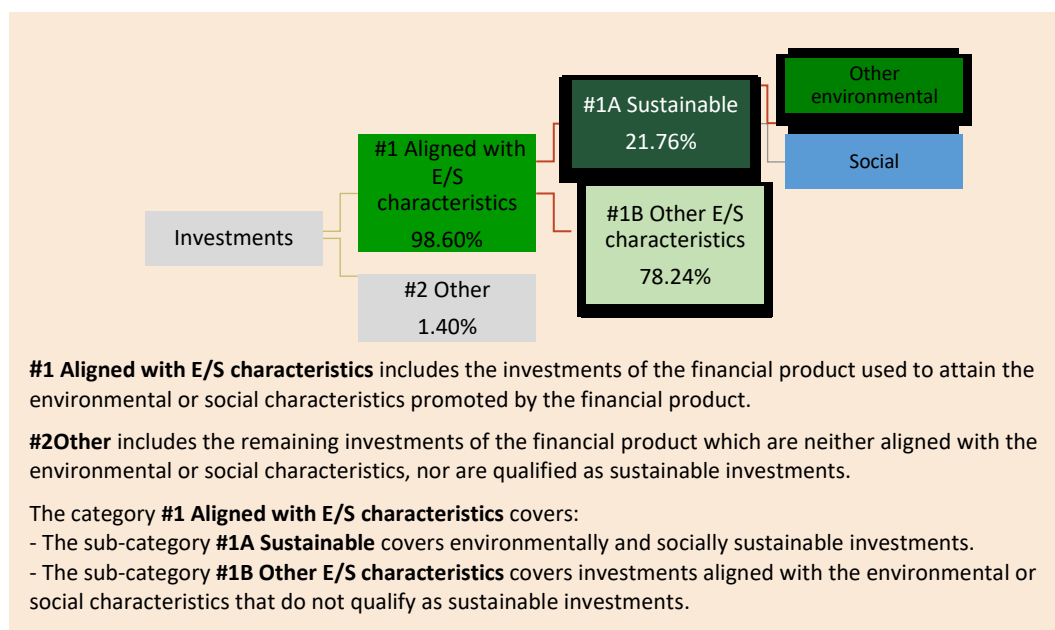 Investments
#1 Aligned with
E/S
characteristics
98.60%
#2 Other
1.40%
#1A Sustainable
21.76%
#1B Other E/S
characteristics
78.24%
Other
environmental
Social
#1 Aligned with E/S characteristics includes the investments of the financial product used to attain the
environmental or social characteristics promoted by the financial product.
#2Other includes the remaining investments of the financial product which are neither aligned with the
environmental or social characteristics, nor are qualified as sustainable investments.
The category #1 Aligned with E/S characteristics covers:
- The sub-category #1A Sustainable covers environmentally and socially sustainable investments.
- The sub-category #1B Other E/S characteristics covers investments aligned with the environmental or
social characteristics that do not qualify as sustainable investments.